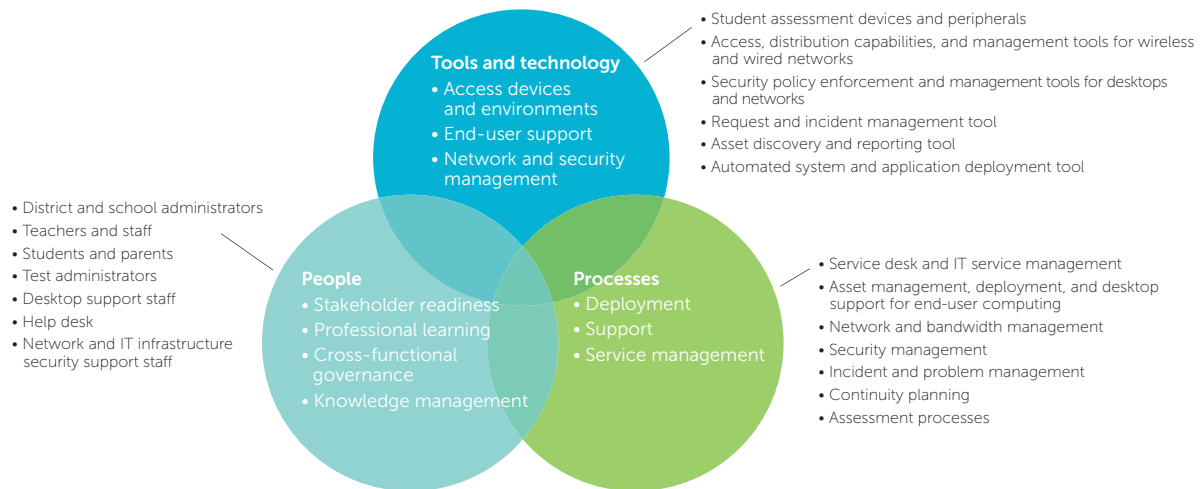 • Student assessment devices and peripherals
• Access, distribution capabilities, and management tools for wireless
and wired networks
• Security policy enforcement and management tools for desktops
and networks
• Request and incident management tool
• Asset discovery and reporting tool
• Automated system and application deployment tool
Tools and technology
• Access devices
and environments
• End-user support
• Network and security
management
• District and school administrators
• Teachers and staff
• Students and parents
• Test administrators
• Desktop support staff
• Help desk
• Network and IT infrastructure
security support staff
People
• Stakeholder readiness
• Professional learning
• Cross-functional
governance
• Knowledge management
Processes
• Deployment
• Support
• Service management
• Service desk and IT service management
• Asset management, deployment, and desktop
support for end-user computing
• Network and bandwidth management
• Security management
• Incident and problem management
• Continuity planning
• Assessment processes